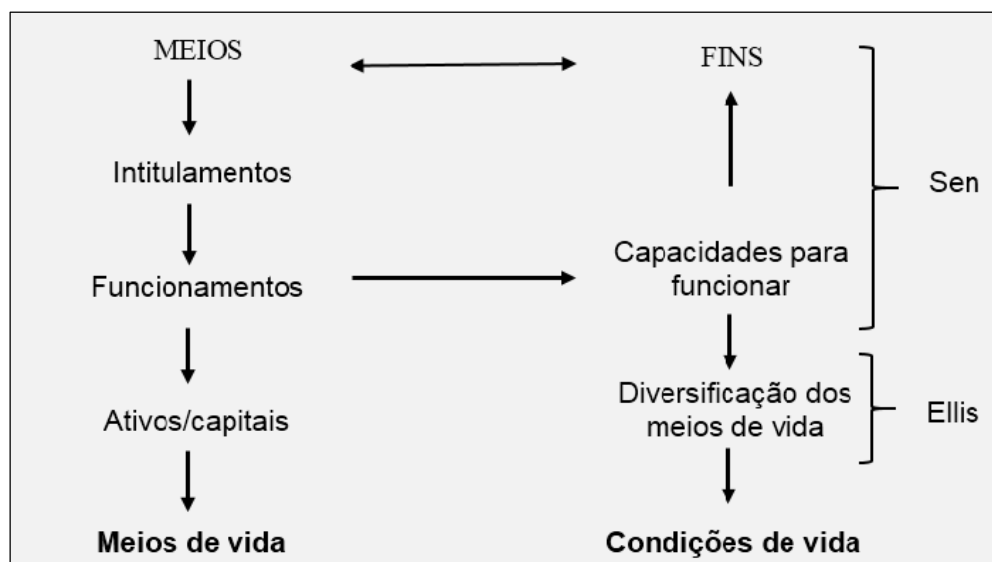 MEIOS
FINS
Intitulamentos
Sen
Funcionamentos
Capacidades para
funcionar
Ativos/capitais
Diversificação dos
meios de vida
Ellis
Meios de vida
Condições de vida